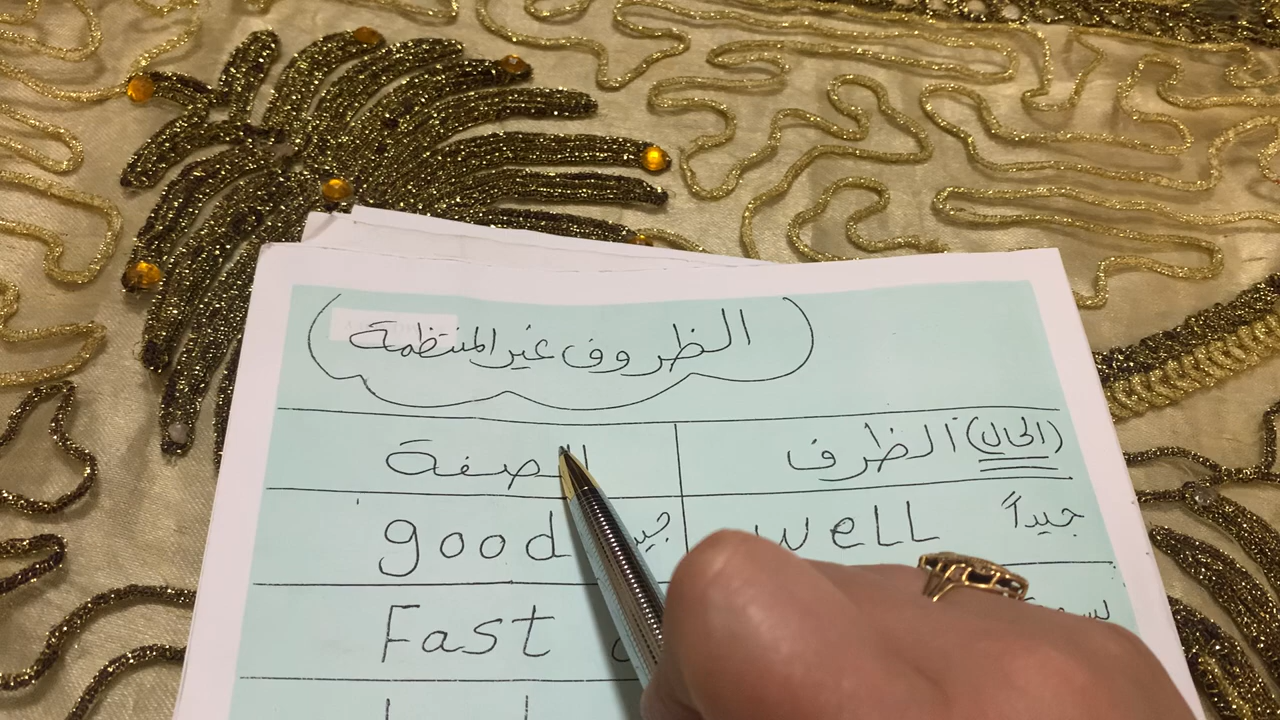 الظروف غير المنتظمة
الصفة الظرف (الحال)
good well جيداً
Fast